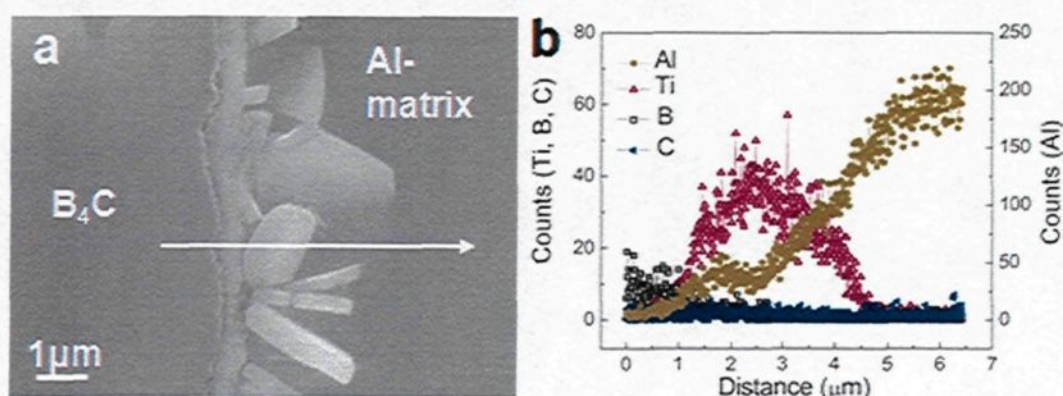 a
Al-
matrix
B₄C
1μm
b
Al
Ti
B
C
Counts (Ti, B, C)
80
60
40
20
0
Counts (Al)
250
200
150
100
50
0
0 1 2 3 4 5 6 7
Distance (μm)